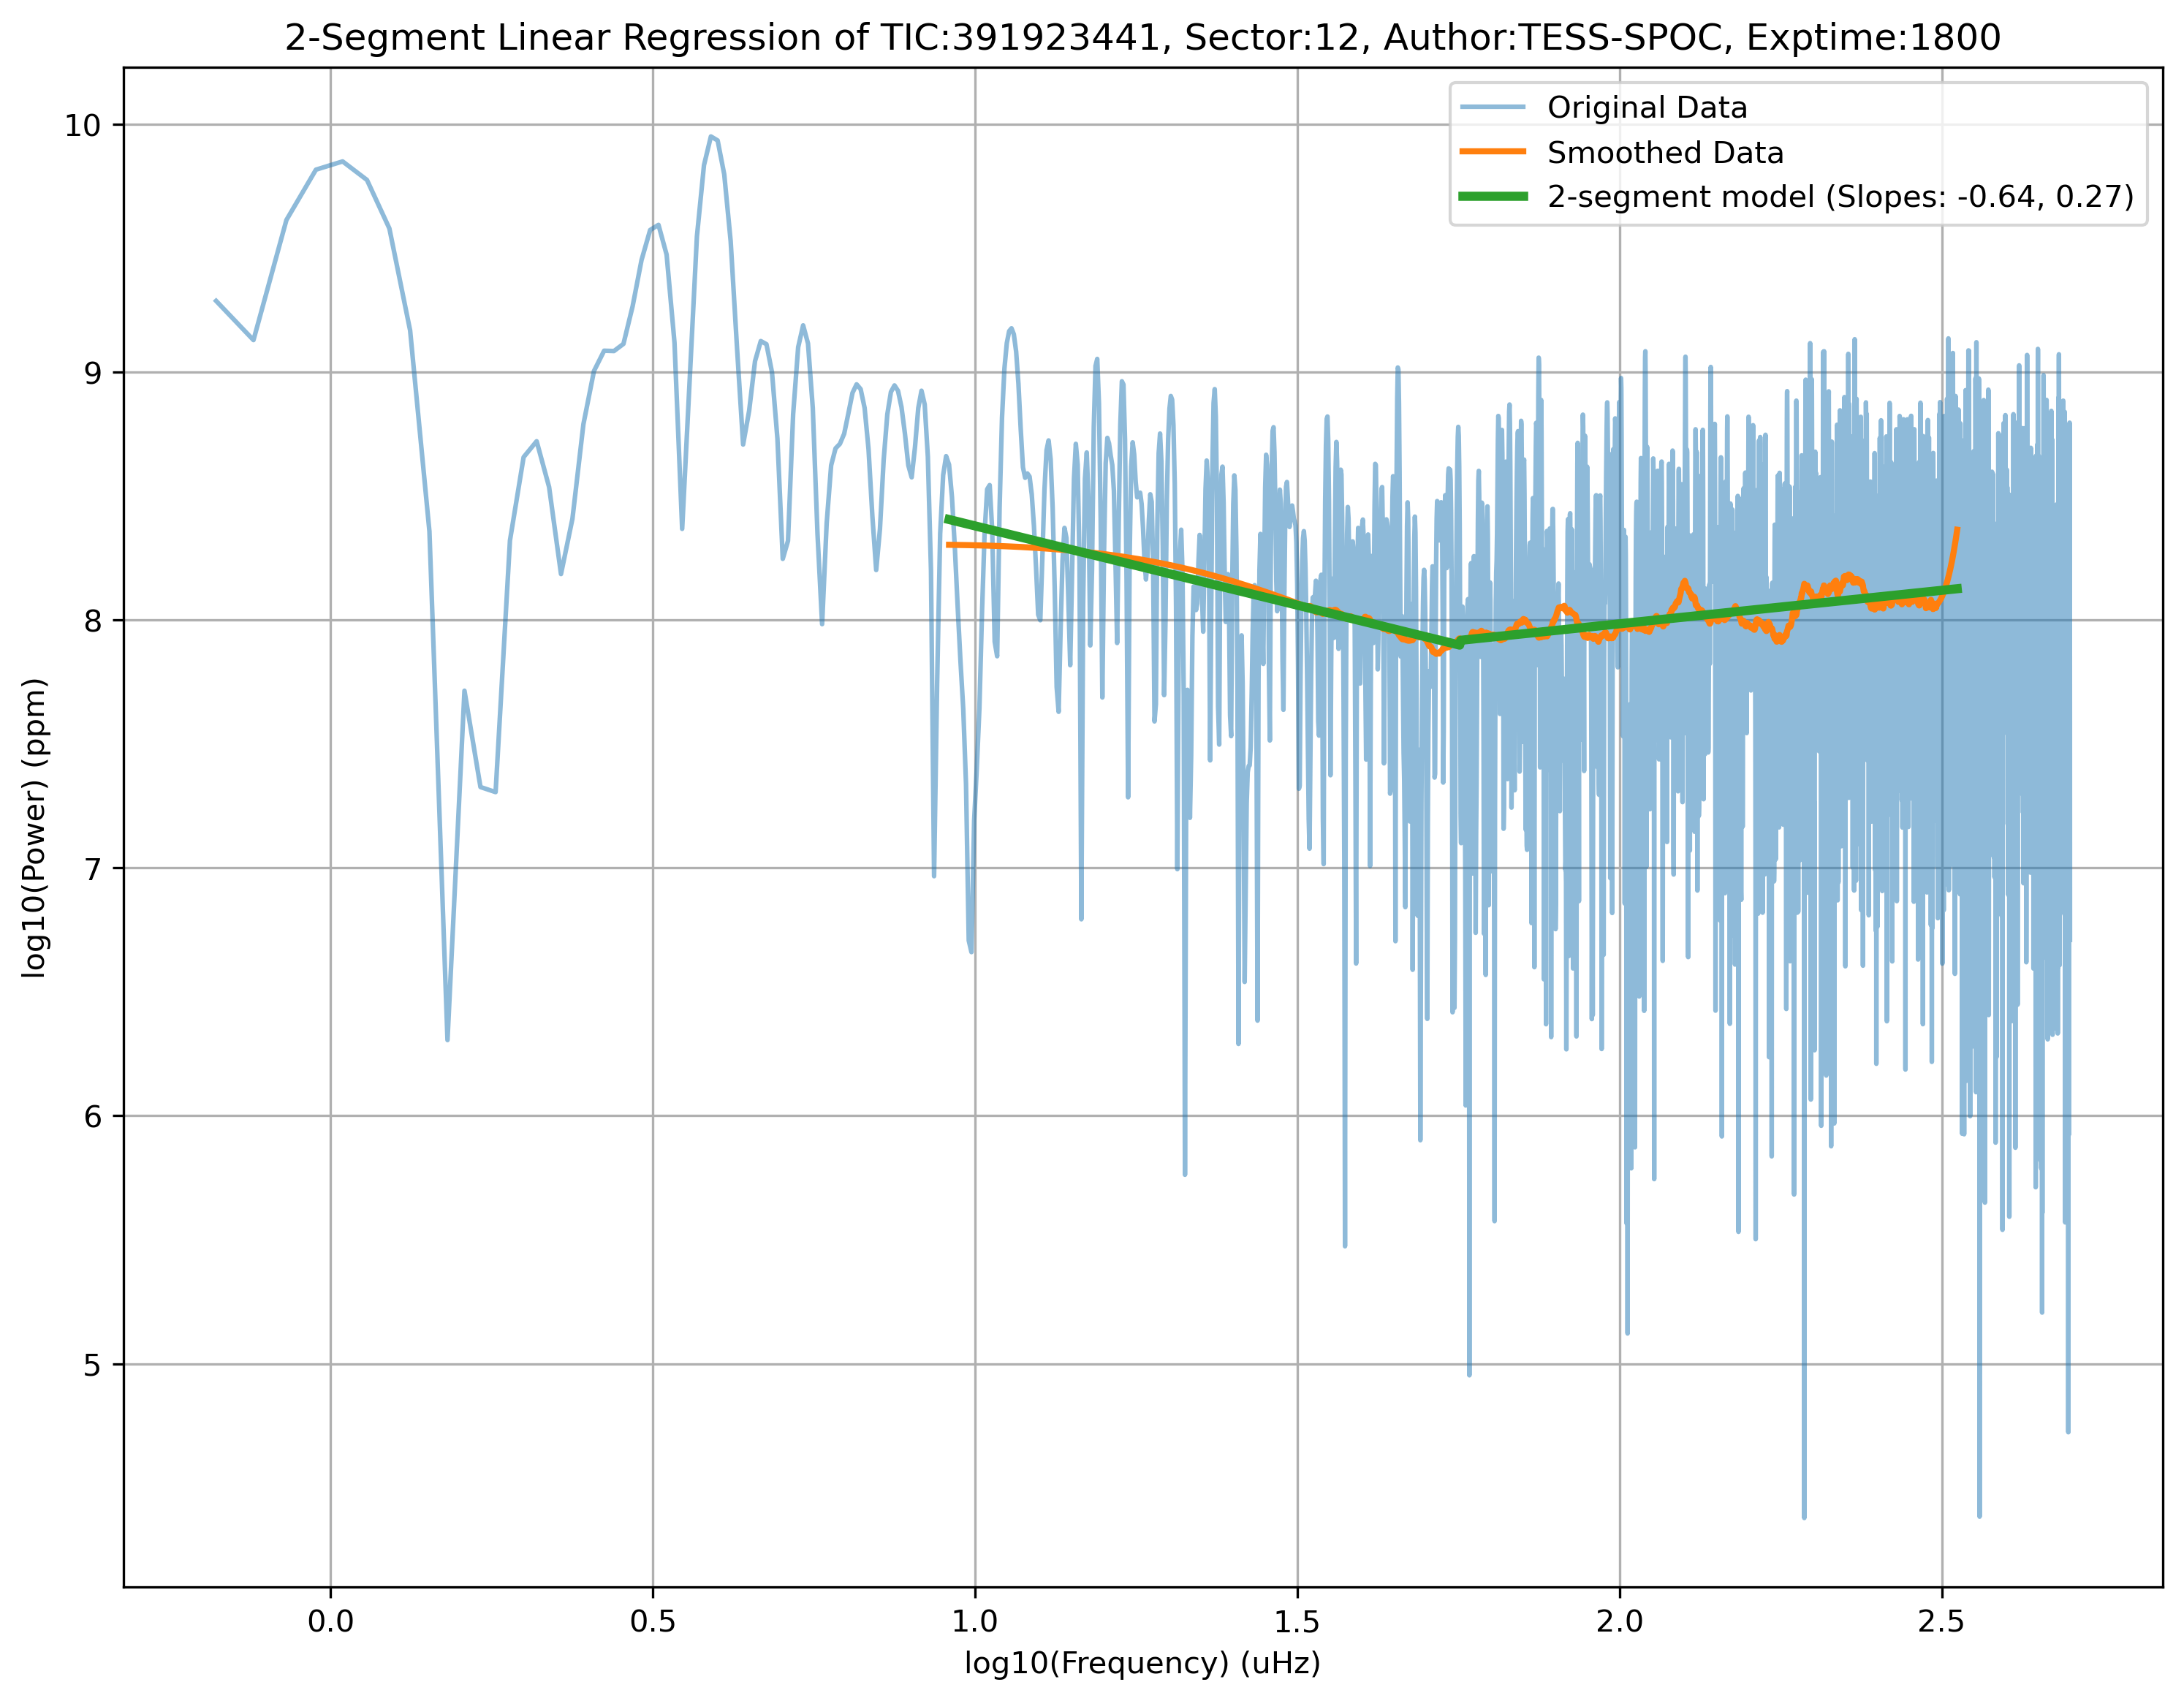 2-Segment Linear Regression of TIC:391923441, Sector:12, Author:TESS-SPOC, Exptime:1800
Original Data
Smoothed Data
2-segment model (Slopes: -0.64, 0.27)
10
9
8
7
6
5
log10(Power) (ppm)
0.0 0.5 1.0 1.5 2.0 2.5
log10(Frequency) (uHz)